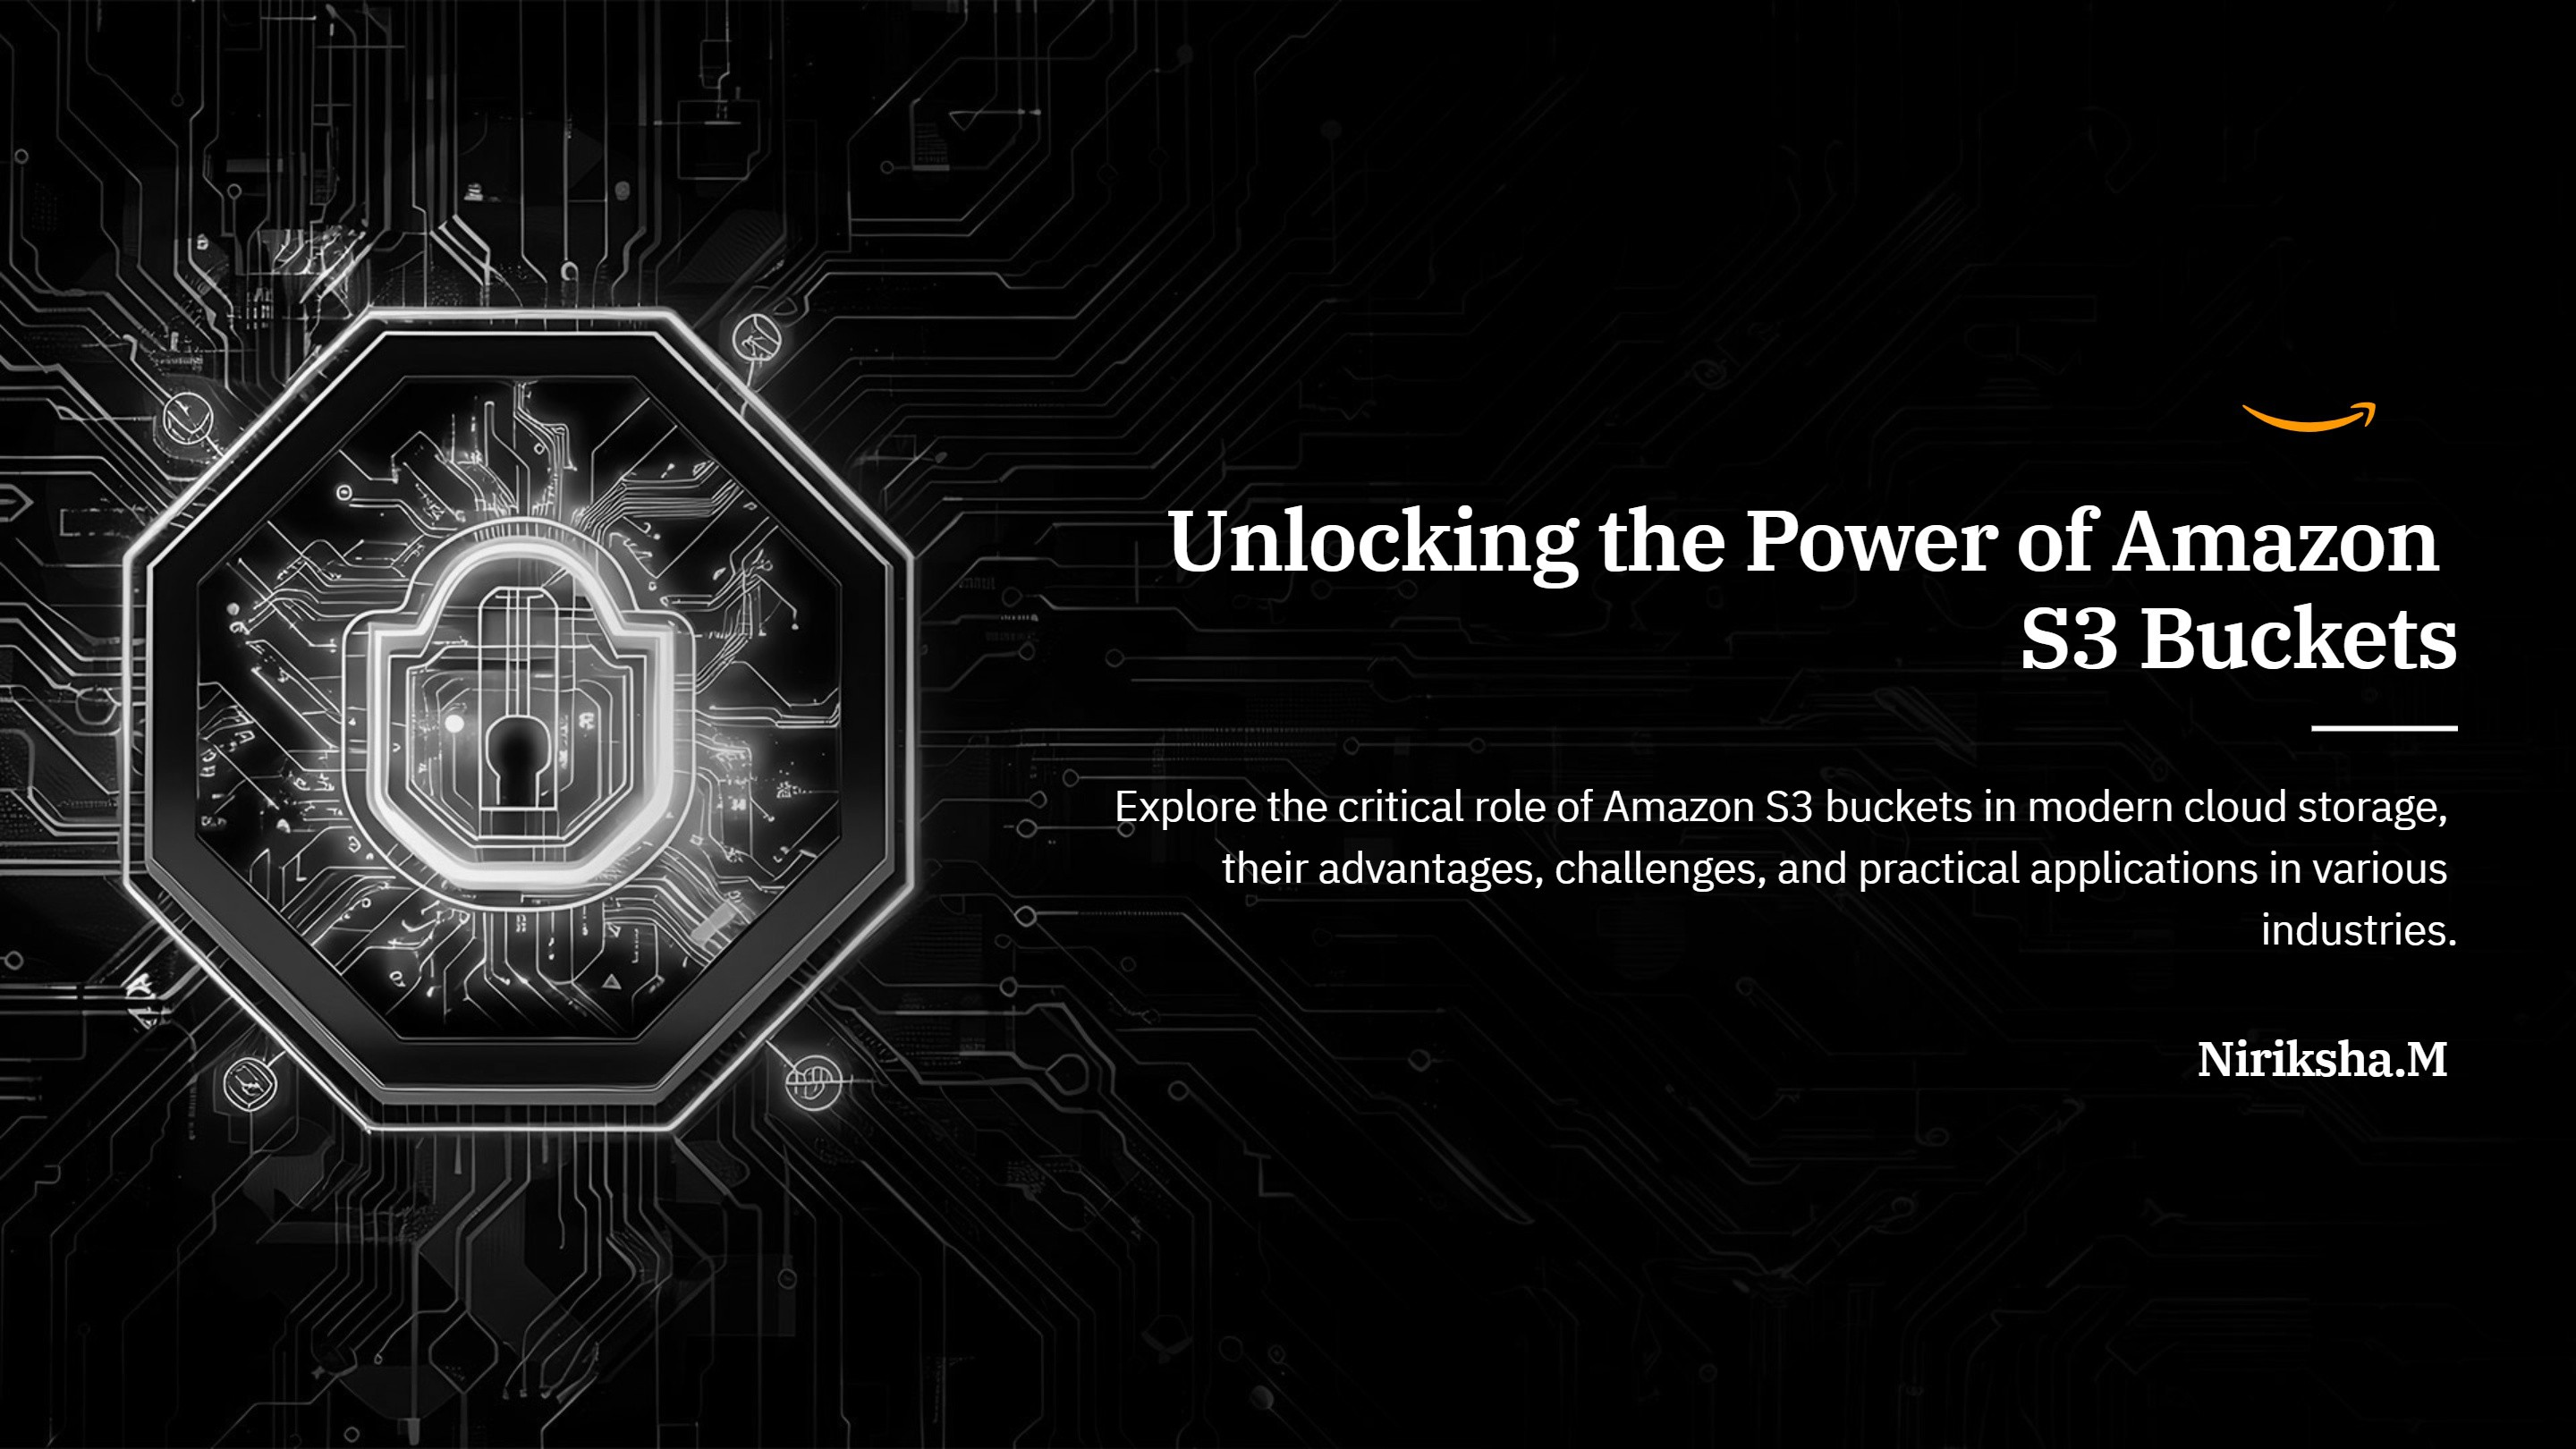 Unlocking the Power of Amazon
S3 Buckets
Explore the critical role of Amazon S3 buckets in modern cloud storage,
their advantages, challenges, and practical applications in various
industries.
Niriksha.M